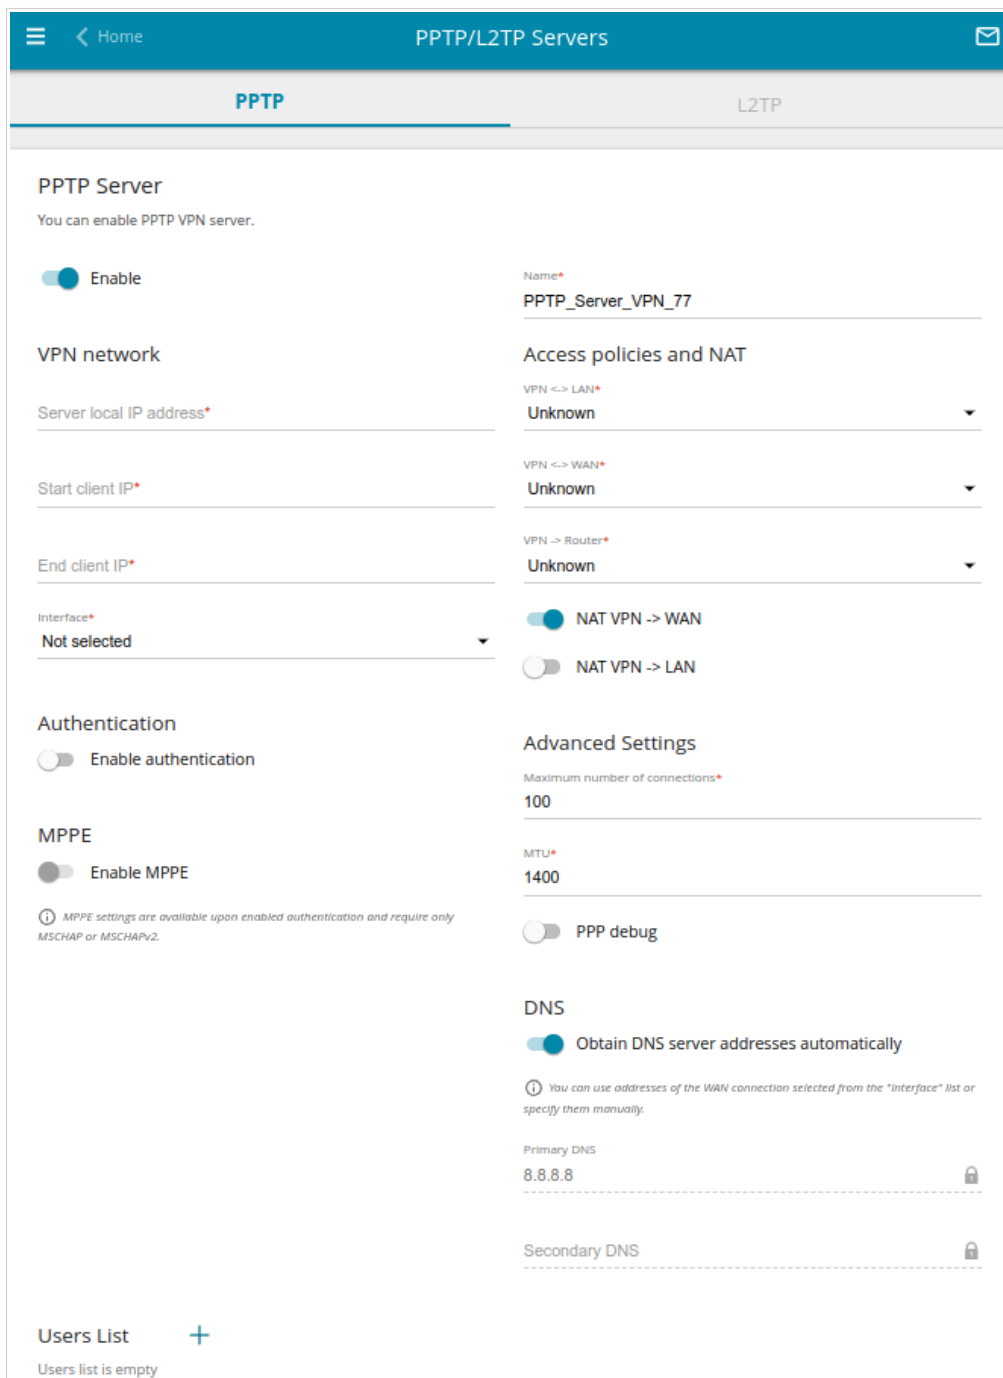 Home
PPTP/L2TP Servers
PPTP
L2TP
PPTP Server
You can enable PPTP VPN server.
Enable
Name*
PPTP_Server_VPN_77
VPN network
Server local IP address*
Start client IP*
End client IP*
Interface*
Not selected
Access policies and NAT
VPN <-> LAN*
Unknown
VPN <-> WAN*
Unknown
VPN -> Router*
Unknown
NAT VPN -> WAN
NAT VPN -> LAN
Authentication
Enable authentication
MPPE
Enable MPPE
MPPE settings are available upon enabled authentication and require only
MSCHAP or MSCHAPv2.
Advanced Settings
Maximum number of connections*
100
MTU*
1400
PPP debug
DNS
Obtain DNS server addresses automatically
You can use addresses of the WAN connection selected from the "Interface" list or
specify them manually.
Primary DNS
8.8.8.8
Secondary DNS
Users List
Users list is empty